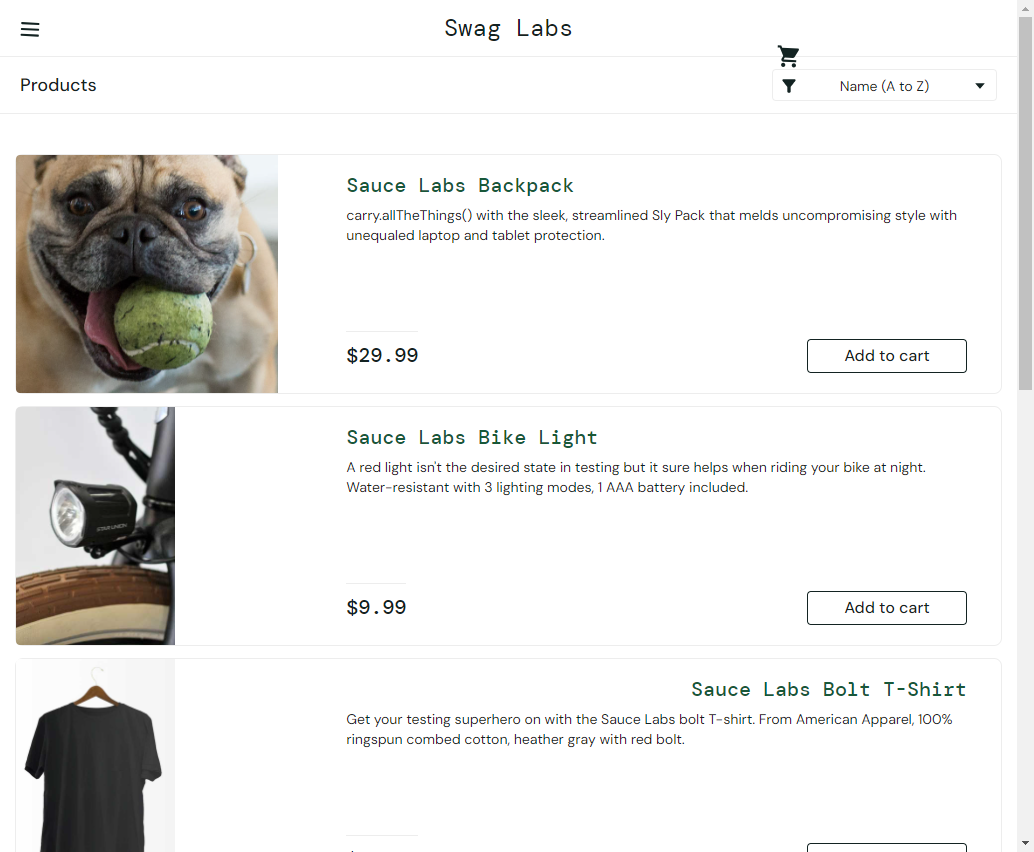 Swag Labs
Products
Name (A to Z)
Sauce Labs Backpack
carry.allTheThings() with the sleek, streamlined Sly Pack that melds uncompromising style with
unequaled laptop and tablet protection.
$29.99
Add to cart
Sauce Labs Bike Light
A red light isn't the desired state in testing but it sure helps when riding your bike at night.
Water-resistant with 3 lighting modes, 1 AAA battery included.
$9.99
Add to cart
Sauce Labs Bolt T-Shirt
Get your testing superhero on with the Sauce Labs bolt T-shirt. From American Apparel, 100%
ringspun combed cotton, heather gray with red bolt.